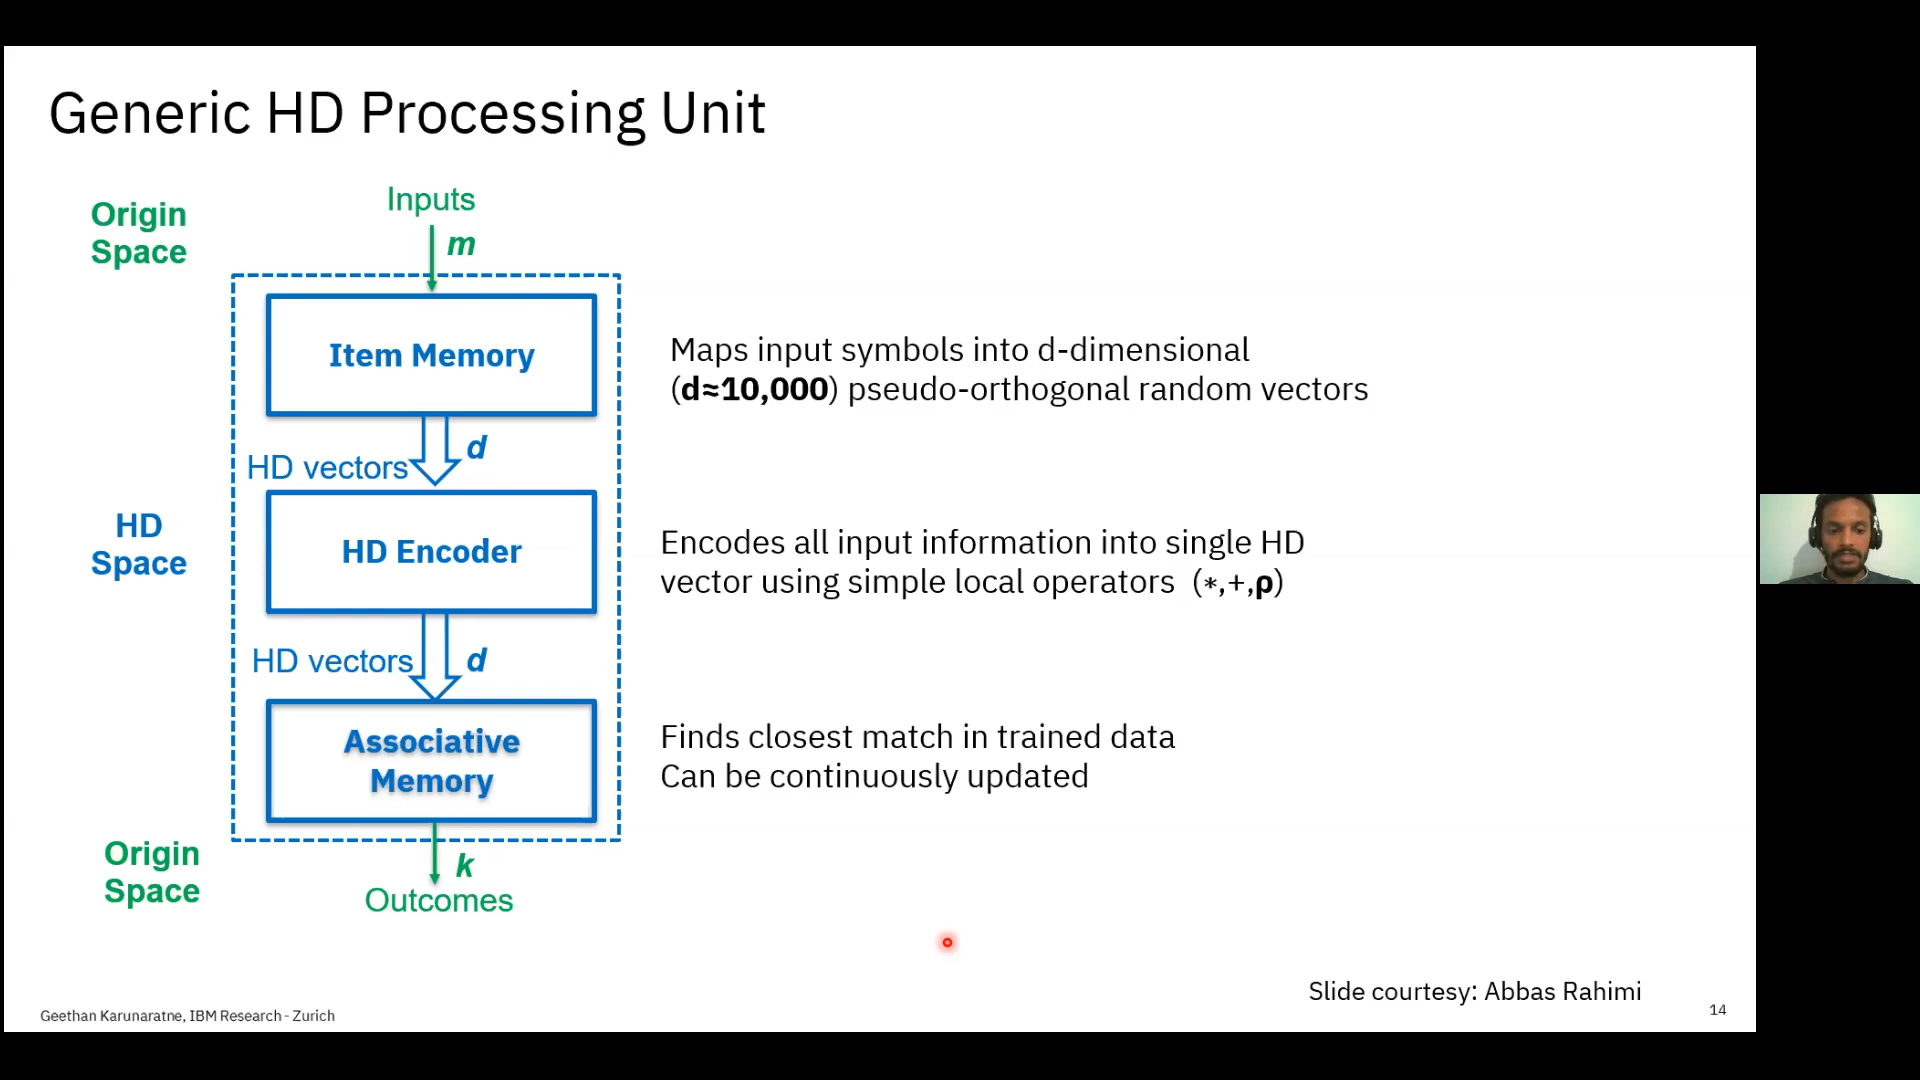 Generic HD Processing Unit
Origin
Space
Inputs
m
Item Memory
Maps input symbols into d-dimensional
(d≈10,000) pseudo-orthogonal random vectors
HD vectors
d
HD
Space
HD Encoder
Encodes all input information into single HD
vector using simple local operators (*,+,ρ)
HD vectors
d
Associative
Memory
Finds closest match in trained data
Can be continuously updated
Origin
Space
k
Outcomes
Slide courtesy: Abbas Rahimi
Geethan Karunaratne, IBM Research - Zurich
14